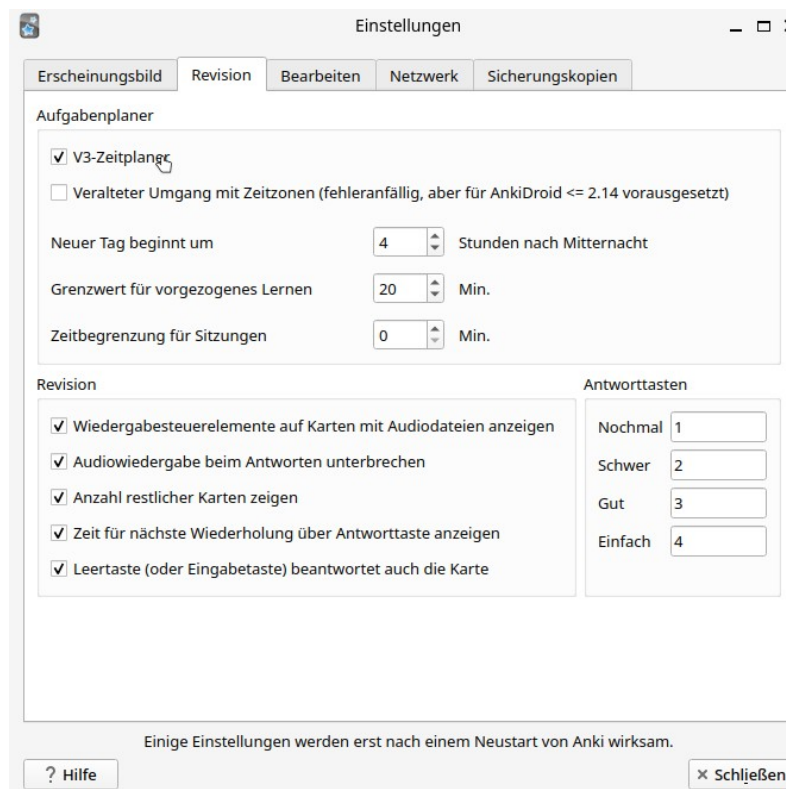 Einstellungen
Erscheinungsbild Revision Bearbeiten Netzwerk Sicherungskopien
Aufgabenplaner
V3-Zeitplaner
Veralteter Umgang mit Zeitzonen (fehleranfällig, aber für AnkiDroid <= 2.14 vorausgesetzt)
Neuer Tag beginnt um 4 Stunden nach Mitternacht
Grenzwert für vorgezogenes Lernen 20 Min.
Zeitbegrenzung für Sitzungen 0 Min.
Revision
Wiedergabesteuerelemente auf Karten mit Audiodateien anzeigen
Audiowiedergabe beim Antworten unterbrechen
Anzahl restlicher Karten zeigen
Zeit für nächste Wiederholung über Antworttaste anzeigen
Leertaste (oder Eingabetaste) beantwortet auch die Karte
Antworttasten
Nochmal 1
Schwer 2
Gut 3
Einfach 4
Einige Einstellungen werden erst nach einem Neustart von Anki wirksam.
? Hilfe × Schließen